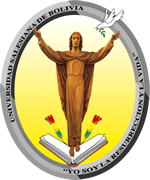 UNIVERSIDAD SALESIANA DE BOLIVIA
"YO SOY LA RESURRECCION Y LA VIDA"